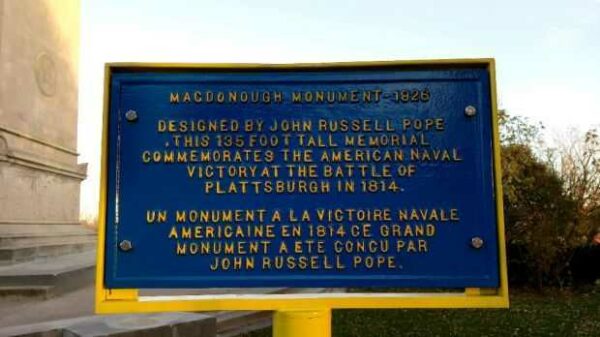 MACDONOUGH MONUMENT-1926
DESIGNED BY JOHN RUSSELL POPE
, THIS 135 FOOT TALL MEMORIAL
COMMEMORATES THE AMERICAN NAVAL
VICTORY AT THE BATTLE OF
PLATTSBURGH IN 1814.
UN MONUMENT A LA VICTOIRE NAVALE
AMERICAINE EN 1814 CE GRAND
MONUMENT A ETE CONCU PAR
JOHN RUSSELL POPE.